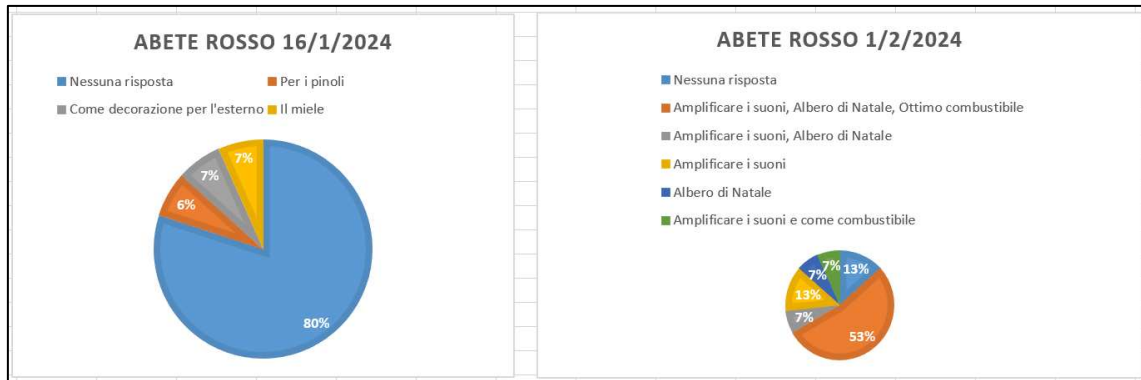 ABETE ROSSO 16/1/2024
Nessuna risposta
Per i pinoli
Come decorazione per l'esterno
Il miele
7%
7%
6%
80%
ABETE ROSSO 1/2/2024
Nessuna risposta
Amplificare i suoni, Albero di Natale, Ottimo combustibile
Amplificare i suoni, Albero di Natale
Amplificare i suoni
Albero di Natale
Amplificare i suoni e come combustibile
7%
13%
7%
13%
7%
53%